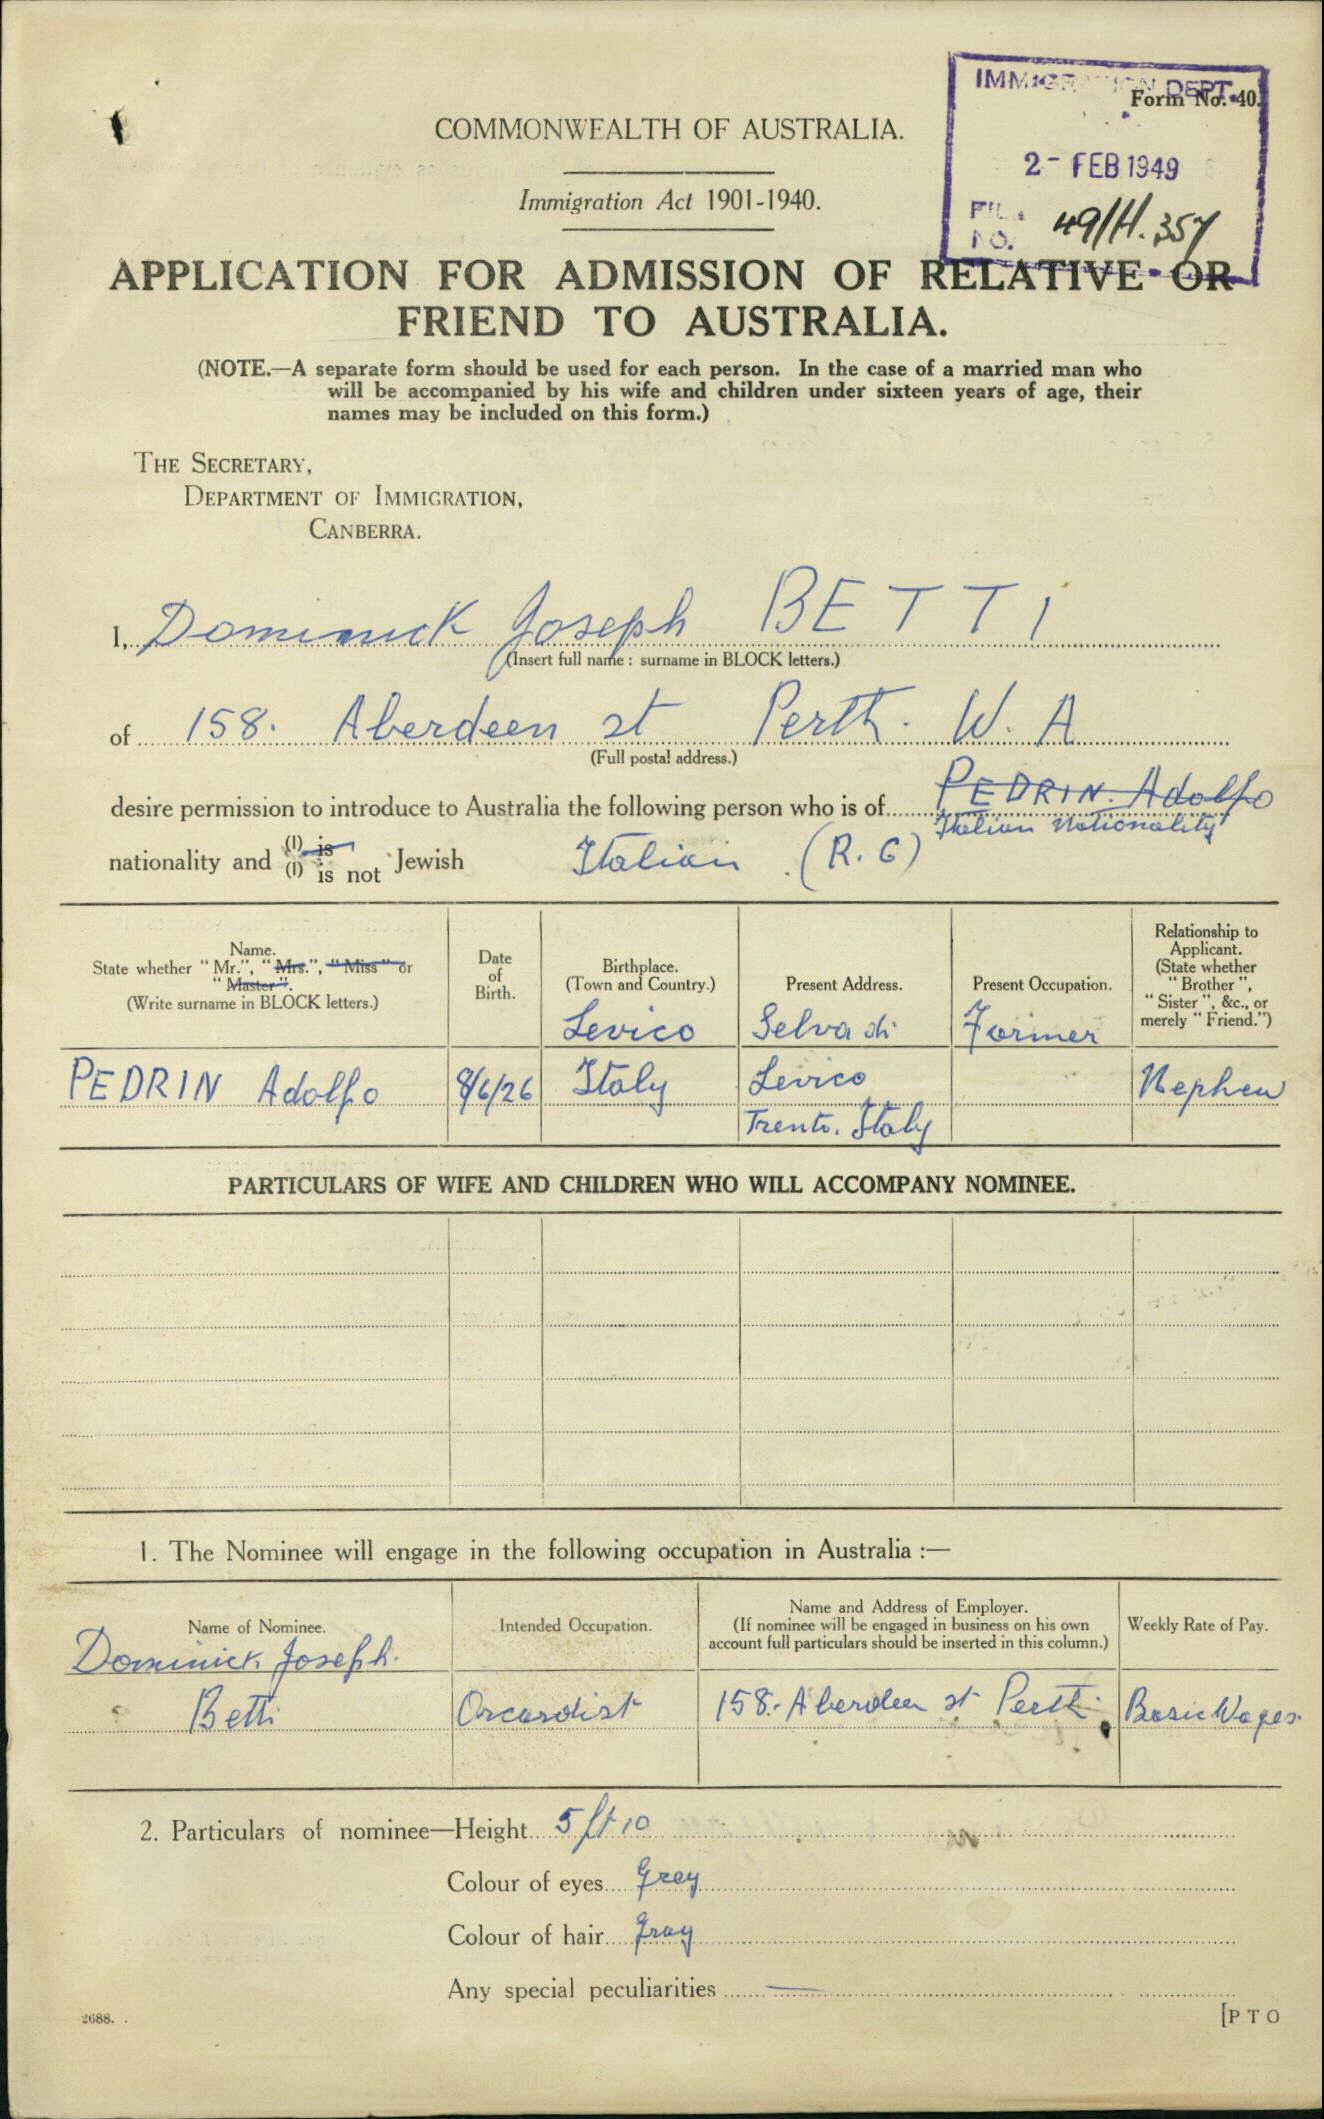 IMMIGRATION DEPT.
Form No. 40.
COMMONWEALTH OF AUSTRALIA.
2- FEB 1949
Immigration Act 1901-1940.
FILE
NO. 49/H.357
APPLICATION FOR ADMISSION OF RELATIVE OR
FRIEND TO AUSTRALIA.
(NOTE.—A separate form should be used for each person. In the case of a married man who
will be accompanied by his wife and children under sixteen years of age, their
names may be included on this form.)
THE SECRETARY,
DEPARTMENT OF IMMIGRATION,
CANBERRA.
I, Dominick Joseph BETTI
(Insert full name: surname in BLOCK letters.)
of 158. Aberdeen st Perth. W. A
(Full postal address.)
desire permission to introduce to Australia the following person who is of PEDRIN. Adolfo
Italian Nationality
nationality and (1) is
(1) is not Jewish Italian (R. C)
Name.
State whether "Mr.", "Mrs.", "Miss" or
"Master".
(Write surname in BLOCK letters.)
Date
of
Birth.
Birthplace.
(Town and Country.)
Present Address.
Present Occupation.
Relationship to
Applicant.
(State whether
"Brother",
"Sister", &c., or
merely "Friend.")
Levico Selva di Farmer
PEDRIN Adolfo 8/6/26 Italy Levico Nephew
Trento. Italy
PARTICULARS OF WIFE AND CHILDREN WHO WILL ACCOMPANY NOMINEE.
1. The Nominee will engage in the following occupation in Australia :—
Name of Nominee.
Intended Occupation.
Name and Address of Employer.
(If nominee will be engaged in business on his own
account full particulars should be inserted in this column.)
Weekly Rate of Pay.
Dominick Joseph.
Betti Orcardist 158. Aberdeen st Perth. Basic Wages.
2. Particulars of nominee—Height 5 ft 10
Colour of eyes Grey
Colour of hair Gray
Any special peculiarities —
2688.
[P T O